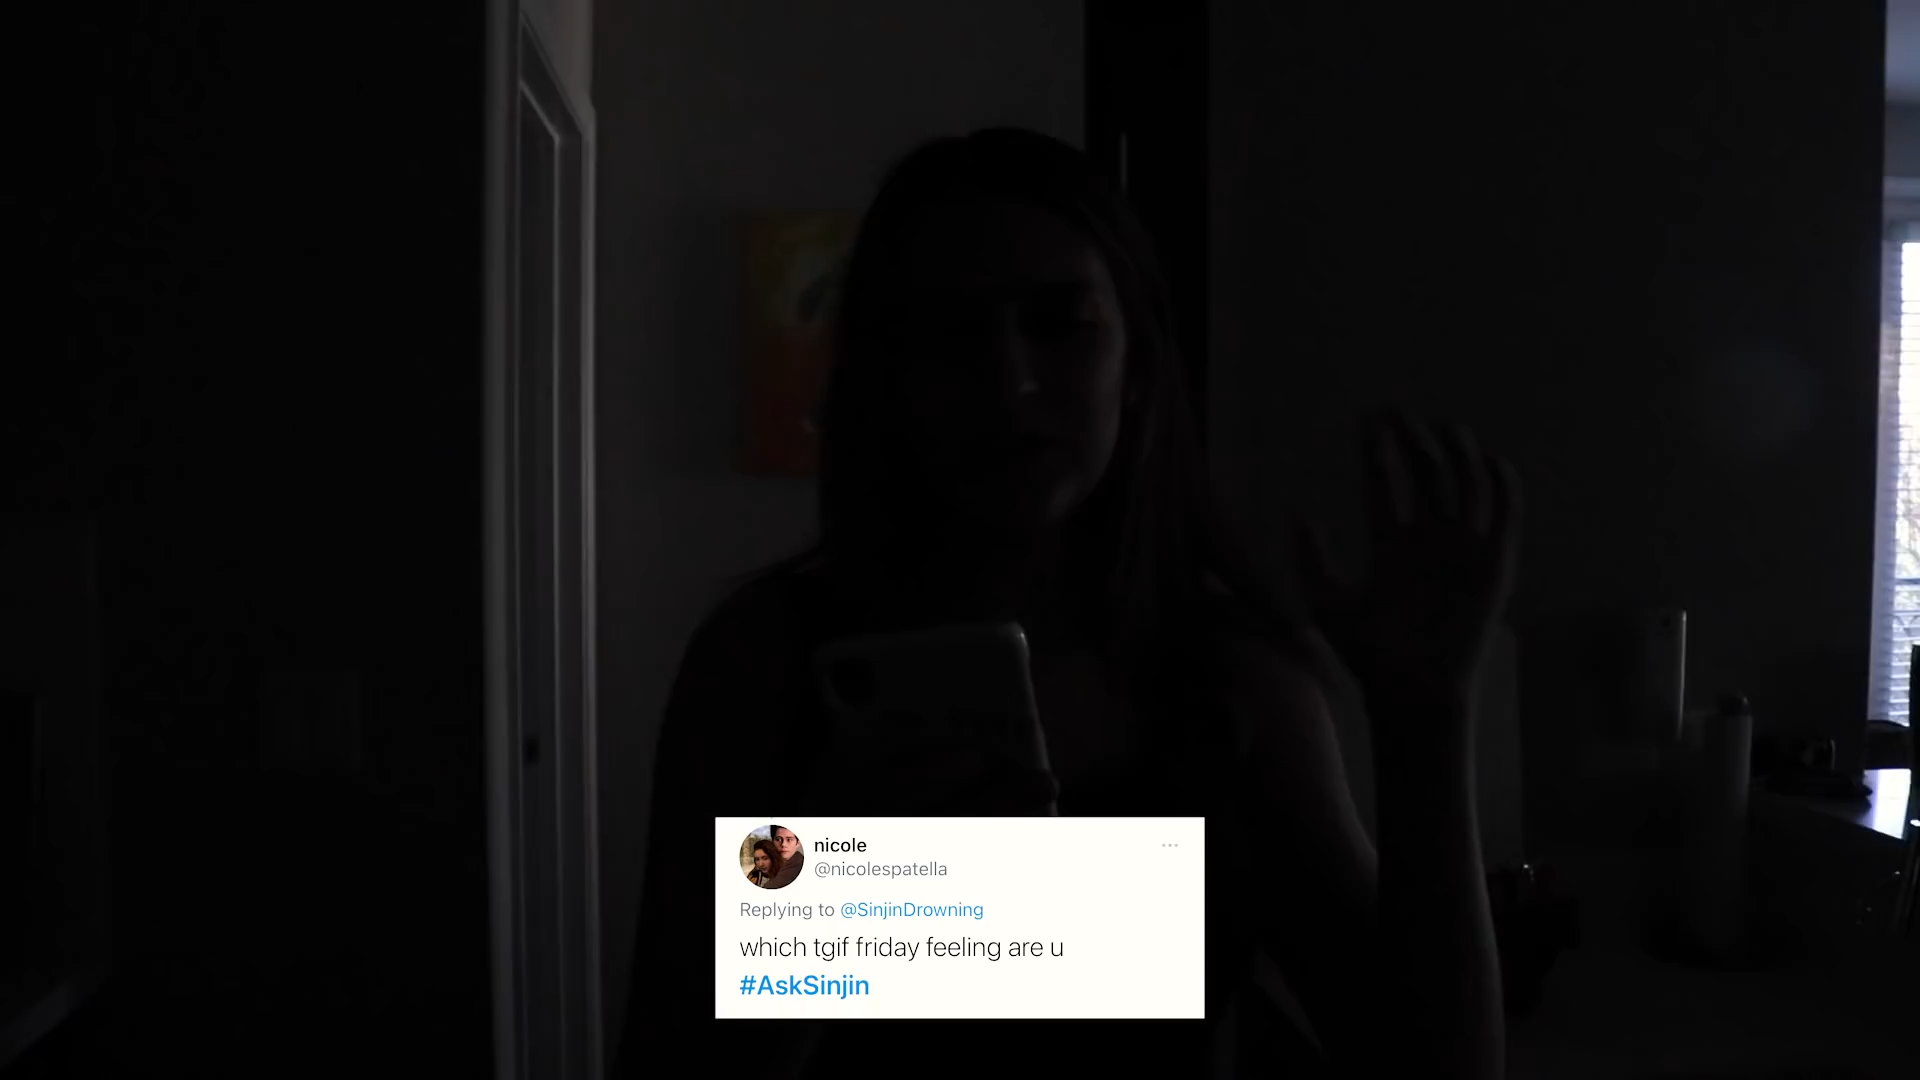 nicole
@nicolespatella
Replying to @SinjinDrowning
which tgif friday feeling are u
#AskSinjin